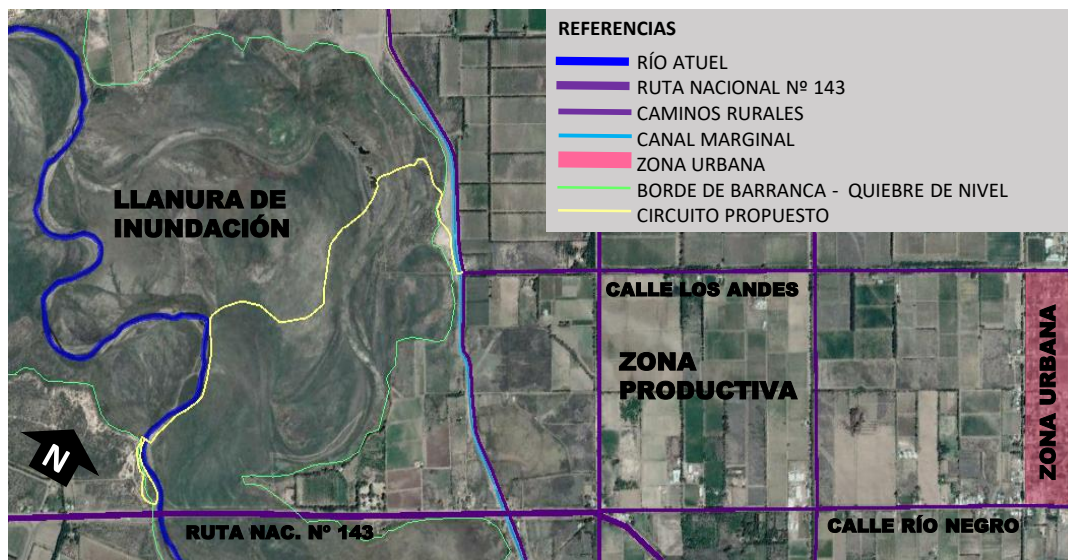 REFERENCIAS
RÍO ATUEL
RUTA NACIONAL Nº 143
CAMINOS RURALES
CANAL MARGINAL
ZONA URBANA
BORDE DE BARRANCA - QUIEBRE DE NIVEL
CIRCUITO PROPUESTO
LLANURA DE
INUNDACIÓN
CALLE LOS ANDES
ZONA
PRODUCTIVA
ZONA URBANA
N
RUTA NAC. Nº 143
CALLE RÍO NEGRO